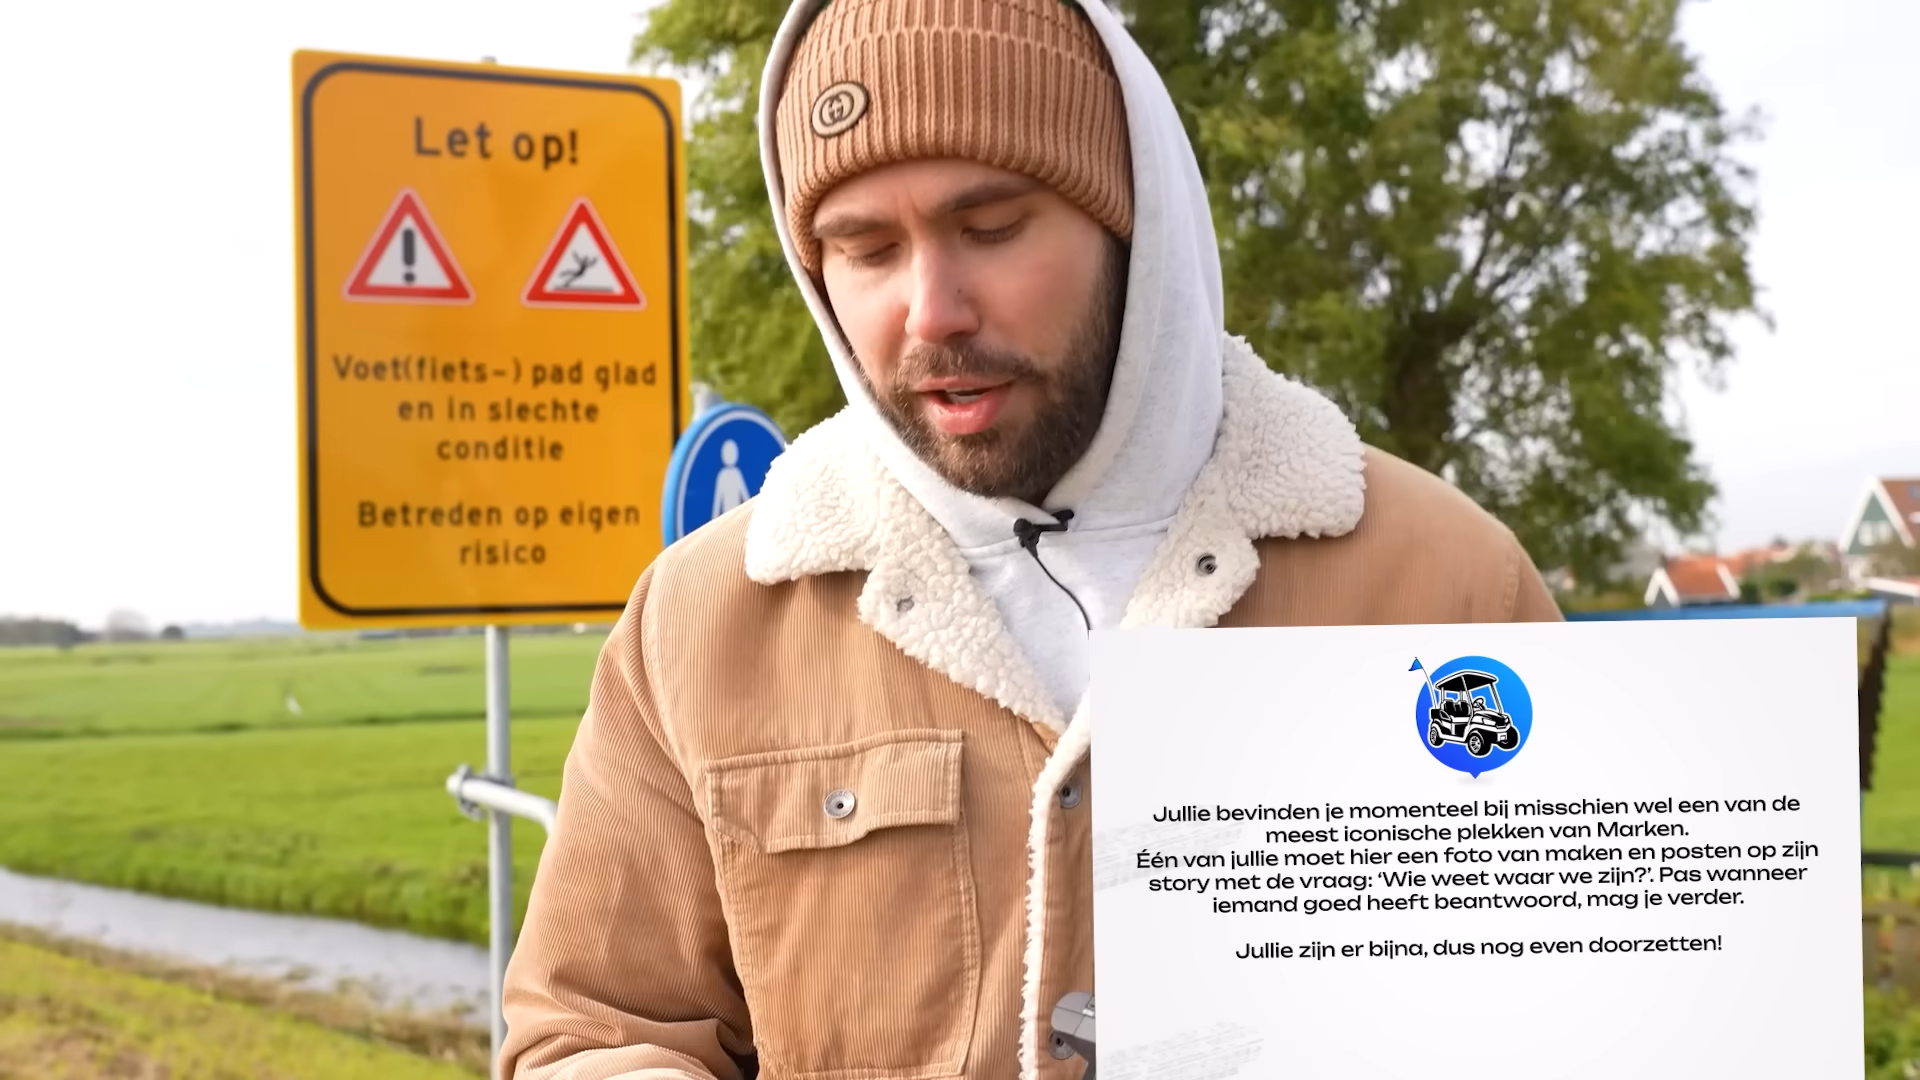 Let op!
Voet(fiets-) pad glad
en in slechte
conditie
Betreden op eigen
risico
Jullie bevinden je momenteel bij misschien wel een van de
meest iconische plekken van Marken.
Één van jullie moet hier een foto van maken en posten op zijn
story met de vraag: ‘Wie weet waar we zijn?’. Pas wanneer
iemand goed heeft beantwoord, mag je verder.
Jullie zijn er bijna, dus nog even doorzetten!